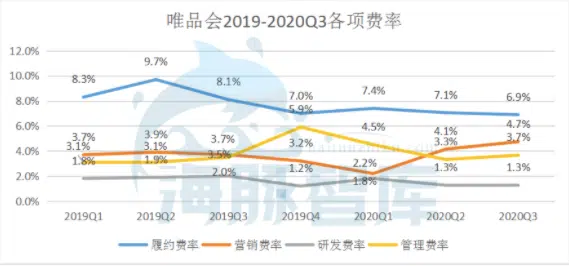 唯品会2019-2020Q3各项费率
12.0%
10.0%
8.0%
6.0%
4.0%
2.0%
0.0%
8.3% 9.7% 8.1% 7.0% 7.4% 7.1% 6.9%
3.7% 3.9% 3.7% 3.2% 2.2% 4.1% 4.7%
3.1% 3.1% 3.5% 5.9% 4.5% 3.3% 3.7%
1.8% 1.9% 2.0% 1.2% 1.8% 1.3% 1.3%
2019Q1 2019Q2 2019Q3 2019Q4 2020Q1 2020Q2 2020Q3
履约费率 营销费率 研发费率 管理费率
海豚智库